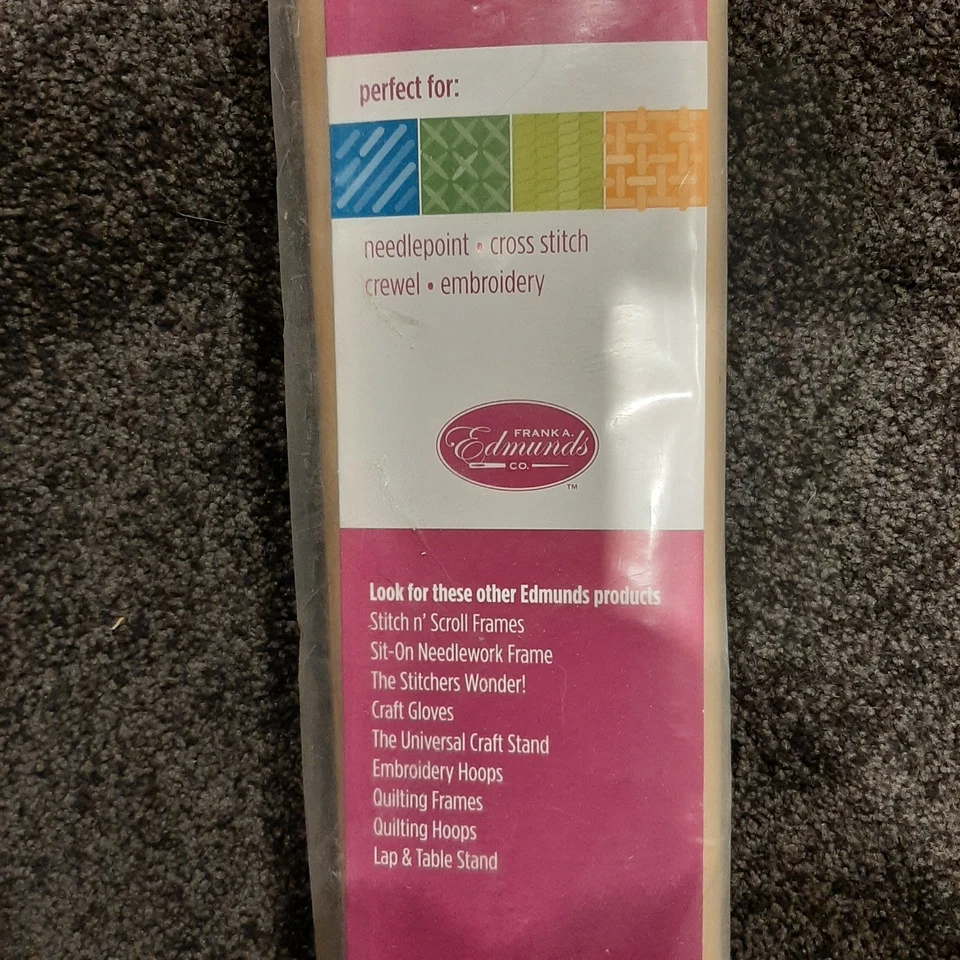 perfect for:
needlepoint • cross stitch
crewel • embroidery
FRANK A.
Edmunds
CO.
TM
Look for these other Edmunds products
Stitch n' Scroll Frames
Sit-On Needlework Frame
The Stitchers Wonder!
Craft Gloves
The Universal Craft Stand
Embroidery Hoops
Quilting Frames
Quilting Hoops
Lap & Table Stand